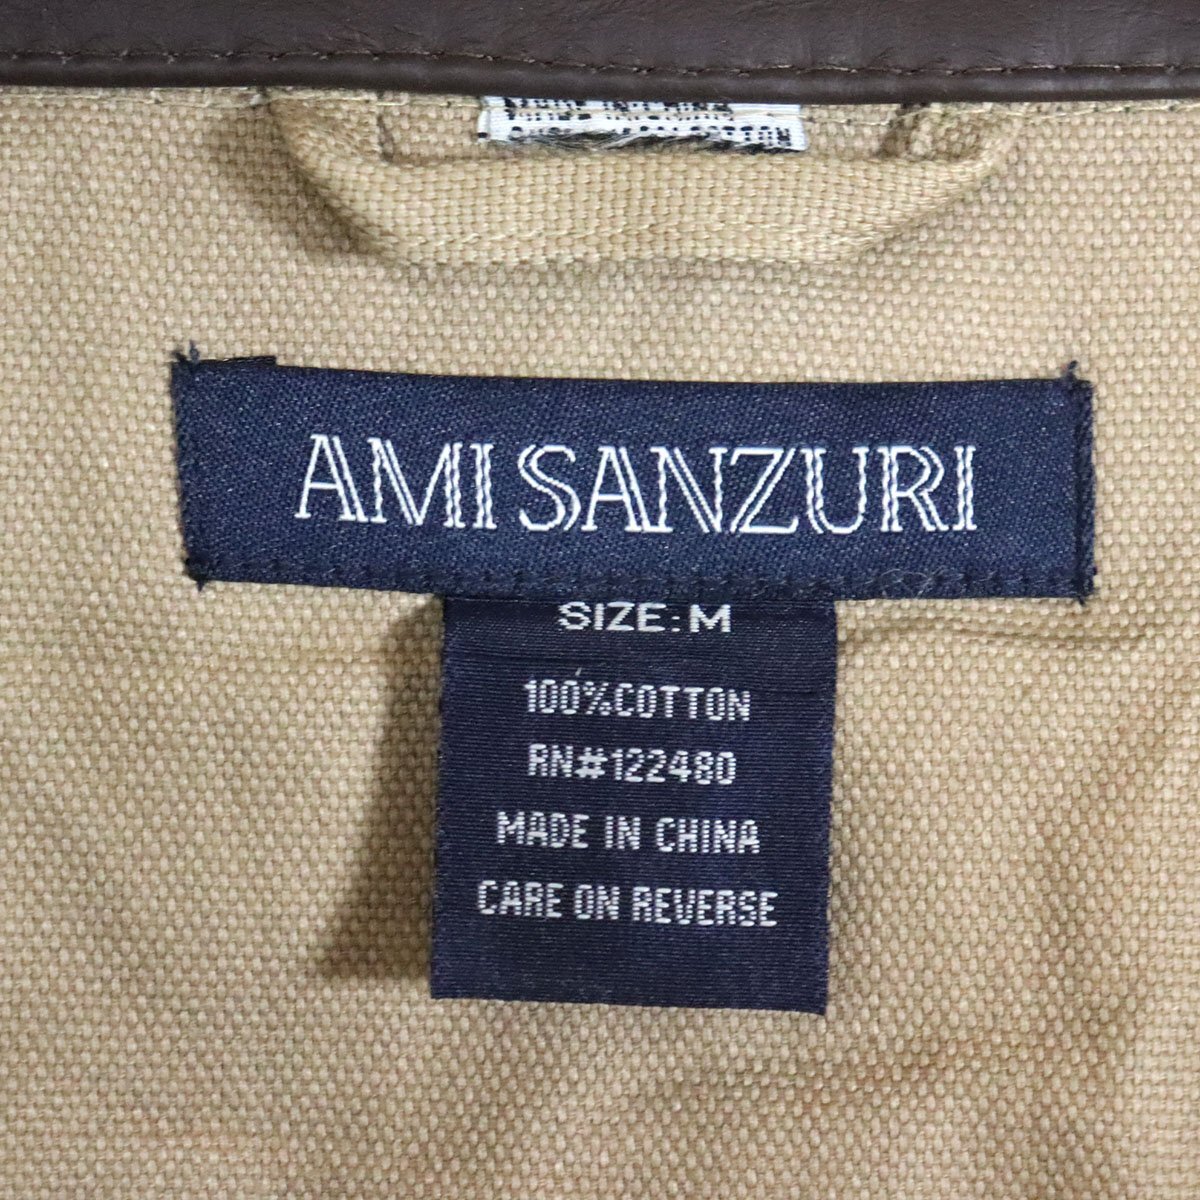 AMI SANZURI
SIZE: M
100%COTTON
RN#122480
MADE IN CHINA
CARE ON REVERSE